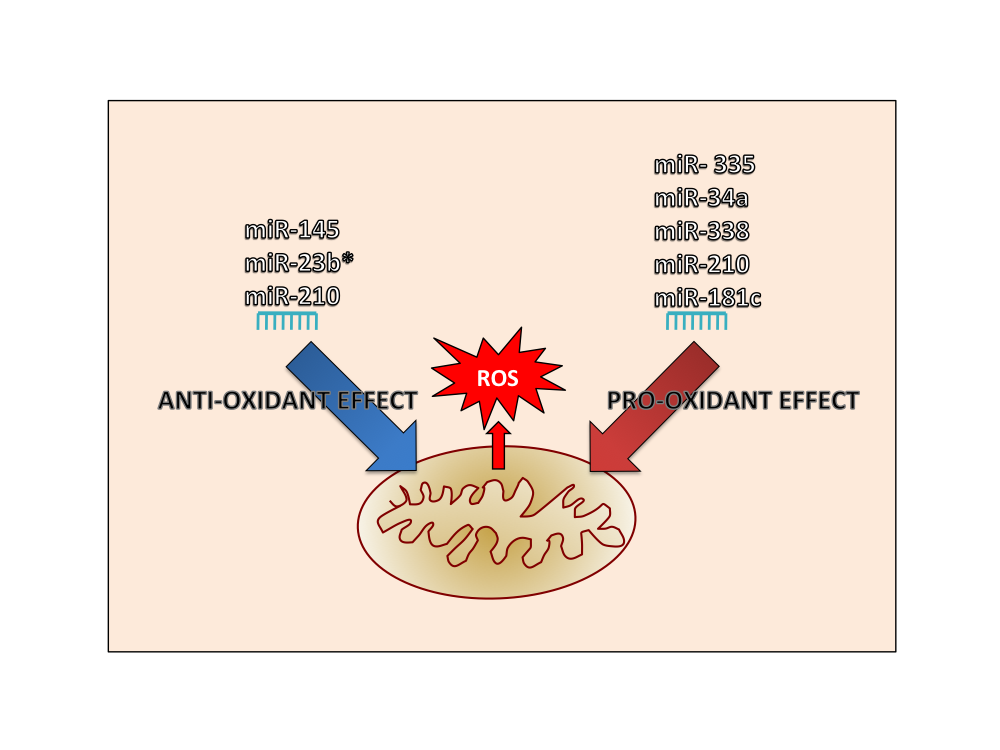 miR-145
miR-23b*
miR-210
miR- 335
miR-34a
miR-338
miR-210
miR-181c
ROS
ANTI-OXIDANT EFFECT
PRO-OXIDANT EFFECT